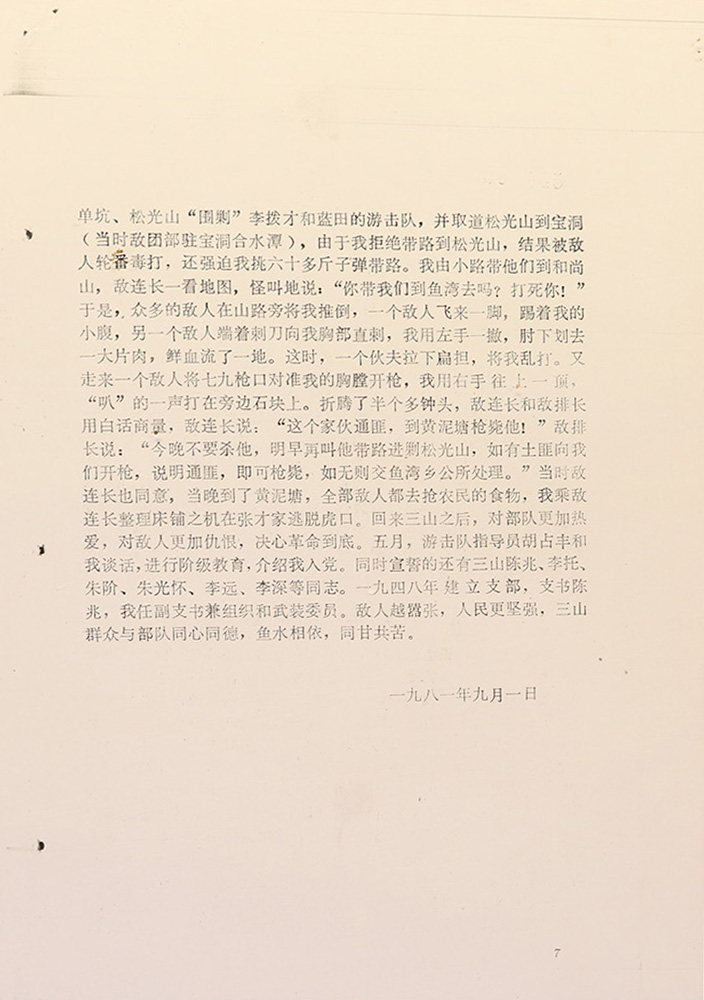 单坑、松光山“围剿”李拨才和蓝田的游击队，并取道松光山到宝洞
（当时敌团部驻宝洞合水潭），由于我拒绝带路到松光山，结果被敌
人轮番毒打，还强迫我挑六十多斤子弹带路。我由小路带他们到和尚
山，敌连长一看地图，怪叫地说：“你带我们到鱼湾去吗？打死你！”
于是，众多的敌人在山路旁将我推倒，一个敌人飞来一脚，踢着我的
小腹，另一个敌人端着刺刀向我胸部直刺，我用左手一撇，肘下划去
一大片肉，鲜血流了一地。这时，一个伙夫拉下扁担，将我乱打。又
走来一个敌人将七九枪口对准我的胸膛开枪，我用右手往上一顶，
“叭”的一声打在旁边石块上。折腾了半个多钟头，敌连长和敌排长
用白话商量，敌连长说：“这个家伙通匪，到黄泥塘枪毙他！”敌排
长说：“今晚不要杀他，明早再叫他带路进剿松光山，如有土匪向我
们开枪，说明通匪，即可枪毙，如无则交鱼湾乡公所处理。”当时敌
连长也同意，当晚到了黄泥塘，全部敌人都去抢农民的食物，我乘敌
连长整理床铺之机在张才家逃脱虎口。回来三山之后，对部队更加热
爱，对敌人更加仇恨，决心革命到底。五月，游击队指导员胡占丰和
我谈话，进行阶级教育，介绍我入党。同时宣誓的还有三山陈兆、李托、
朱阶、朱光怀、李远、李深等同志。一九四八年建立支部，支书陈
兆，我任副支书兼组织和武装委员。敌人越嚣张，人民更坚强，三山
群众与部队同心同德，鱼水相依，同甘共苦。
一九八一年九月一日
7